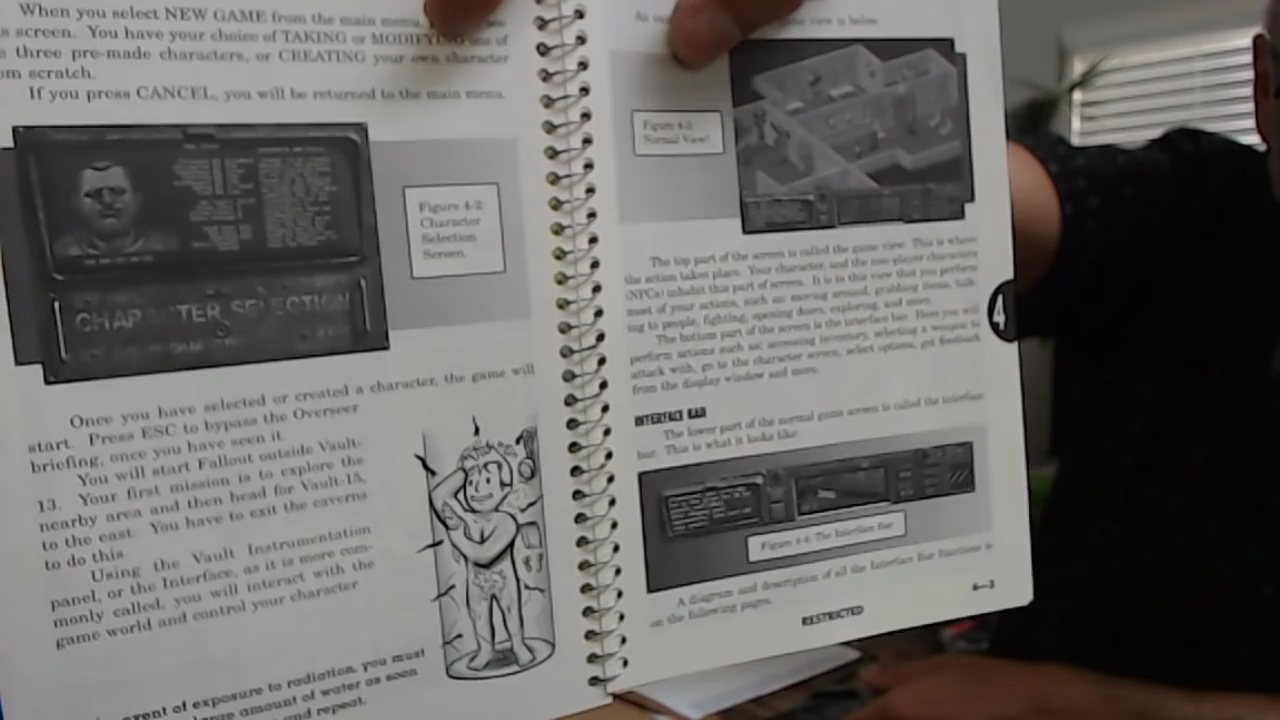 When you select NEW GAME from the main menu,
s screen. You have your choice of TAKING or MODIFYING one of
e three pre-made characters, or CREATING your own character
om scratch.
If you press CANCEL, you will be returned to the main menu.
Figure 4-2:
Character
Selection
Screen.
CHARACTER SELECTION
Once you have selected or created a character, the game will
start. Press ESC to bypass the Overseer
briefing, once you have seen it.
You will start Fallout outside Vault-
13. Your first mission is to explore the
nearby area and then head for Vault-15,
to the east. You have to exit the caverns
to do this.
Using the Vault Instrumentation
panel, or the Interface, as it is more com-
monly called, you will interact with the
game world and control your character
event of exposure to radiation, you must
large amount of water as soon
and repeat.
An
game view is below.
Figure 4-3:
Normal View!
The top part of the screen is called the game view. This is where
the action takes place. Your character and the non-player characters
(NPCs) inhabit this part of screen. It is in this view that you perform
most of your actions, such as: moving around, grabbing items, talk-
ing to people, fighting, opening doors, exploring, and more.
The bottom part of the screen is the interface bar. Here you will
perform actions such as: accessing inventory, selecting a weapon to
attack with, go to the character screen, select options, get feedback
from the display window and more.
4
INTERFACE BAR
The lower part of the normal game screen is called the interface
bar. This is what it looks like:
Figure 4-4: The Interface Bar
A diagram and description of all the Interface Bar functions is
on the following pages.
4—3
RESTRICTED